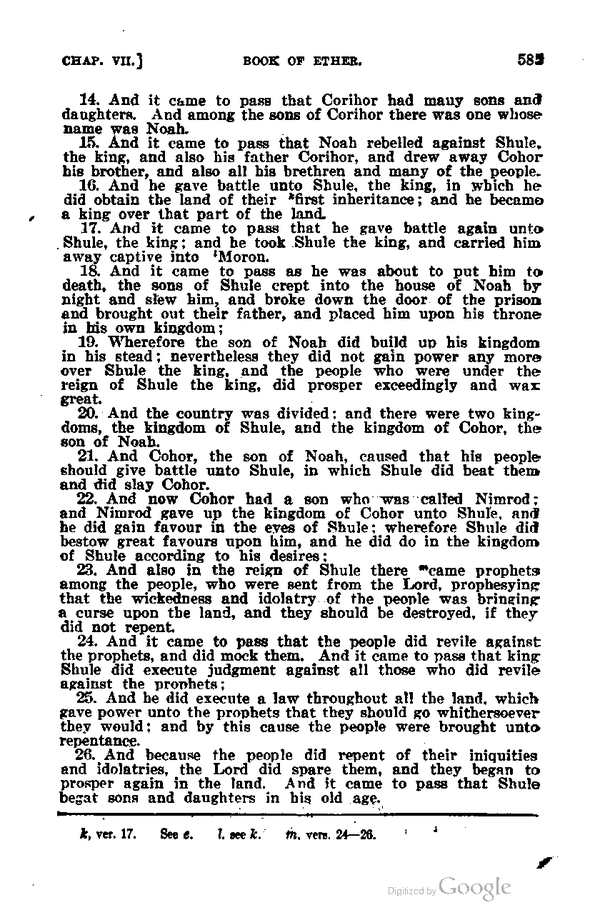 CHAP. VII.] BOOK OF ETHER. 585
14. And it came to pass that Corihor had many sons and
daughters. And among the sons of Corihor there was one whose
name was Noah.
15. And it came to pass that Noah rebelled against Shule,
the king, and also his father Corihor, and drew away Cohor
his brother, and also all his brethren and many of the people.
16. And he gave battle unto Shule, the king, in which he
did obtain the land of their ᵏfirst inheritance; and he became
a king over that part of the land.
17. And it came to pass that he gave battle again unto
Shule, the king; and he took Shule the king, and carried him
away captive into ˡMoron.
18. And it came to pass as he was about to put him to
death, the sons of Shule crept into the house of Noah by
night and slew him, and broke down the door of the prison
and brought out their father, and placed him upon his throne
in his own kingdom;
19. Wherefore the son of Noah did build up his kingdom
in his stead; nevertheless they did not gain power any more
over Shule the king, and the people who were under the
reign of Shule the king, did prosper exceedingly and wax
great.
20. And the country was divided; and there were two king-
doms, the kingdom of Shule, and the kingdom of Cohor, the
son of Noah.
21. And Cohor, the son of Noah, caused that his people
should give battle unto Shule, in which Shule did beat them
and did slay Cohor.
22. And now Cohor had a son who was called Nimrod;
and Nimrod gave up the kingdom of Cohor unto Shule, and
he did gain favour in the eyes of Shule; wherefore Shule did
bestow great favours upon him, and he did do in the kingdom
of Shule according to his desires;
23. And also in the reign of Shule there ᵐcame prophets
among the people, who were sent from the Lord, prophesying
that the wickedness and idolatry of the people was bringing
a curse upon the land, and they should be destroyed, if they
did not repent.
24. And it came to pass that the people did revile against
the prophets, and did mock them. And it came to pass that king
Shule did execute judgment against all those who did revile
against the prophets;
25. And he did execute a law throughout all the land, which
gave power unto the prophets that they should go whithersoever
they would; and by this cause the people were brought unto
repentance.
26. And because the people did repent of their iniquities
and idolatries, the Lord did spare them, and they began to
prosper again in the land. And it came to pass that Shule
begat sons and daughters in his old age.
k, ver. 17. See e. l. see k. m, vers. 24—26.
Digitized by Google